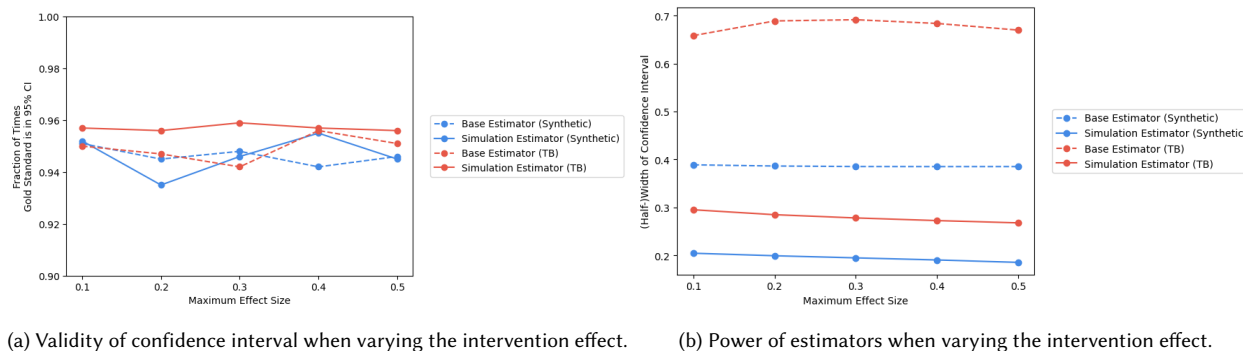 1.00
0.98
0.96
0.94
0.92
0.90
Fraction of Times
Gold Standard is in 95% CI
0.1 0.2 0.3 0.4 0.5
Maximum Effect Size
Base Estimator (Synthetic)
Simulation Estimator (Synthetic)
Base Estimator (TB)
Simulation Estimator (TB)
(a) Validity of confidence interval when varying the intervention effect.
0.7
0.6
0.5
0.4
0.3
0.2
(Half-)Width of Confidence Interval
0.1 0.2 0.3 0.4 0.5
Maximum Effect Size
Base Estimator (Synthetic)
Simulation Estimator (Synthetic)
Base Estimator (TB)
Simulation Estimator (TB)
(b) Power of estimators when varying the intervention effect.